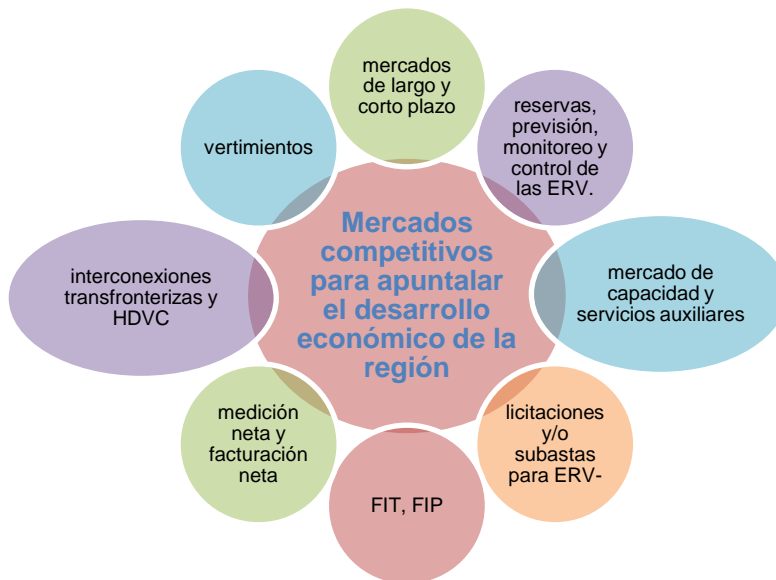 mercados
de largo y
corto plazo
reservas,
previsión,
monitoreo y
control de
las ERV.
vertimientos
Mercados
competitivos
para apuntalar
el desarrollo
económico de la
región
interconexiones
transfronterizas y
HDVC
mercado de
capacidad y
servicios auxiliares
medición
neta y
facturación
neta
licitaciones
y/o
subastas
para ERV-
FIT, FIP